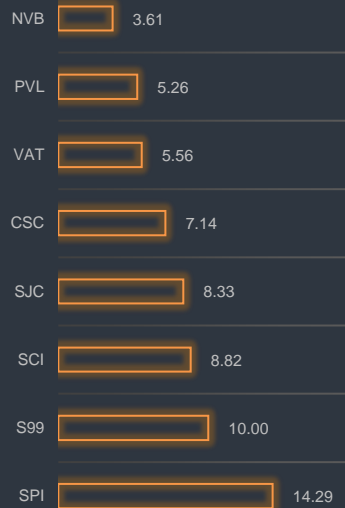 NVB 3.61
PVL 5.26
VAT 5.56
CSC 7.14
SJC 8.33
SCI 8.82
S99 10.00
SPI 14.29